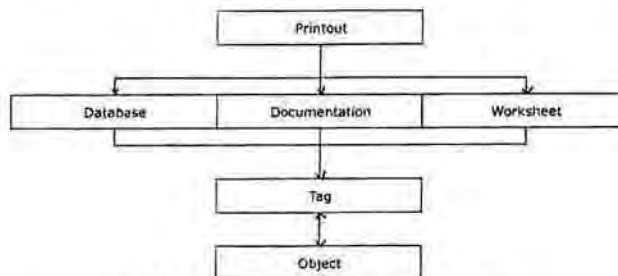 Printout
Database
Documentation
Worksheet
Tag
Object